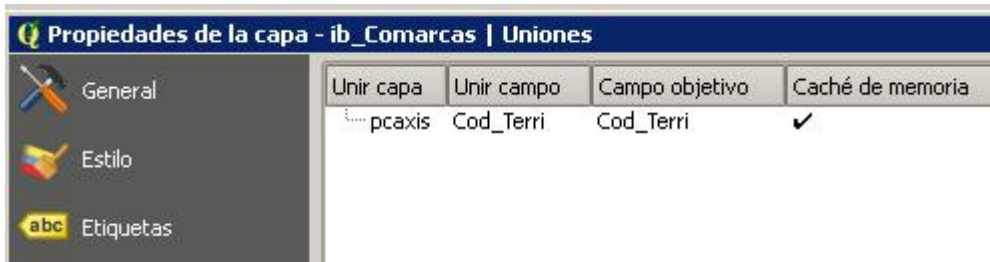 Propiedades de la capa - ib_Comarcas | Uniones
General
Estilo
abc Etiquetas
Unir capa Unir campo Campo objetivo Caché de memoria
pcaxis Cod_Terri Cod_Terri ✔